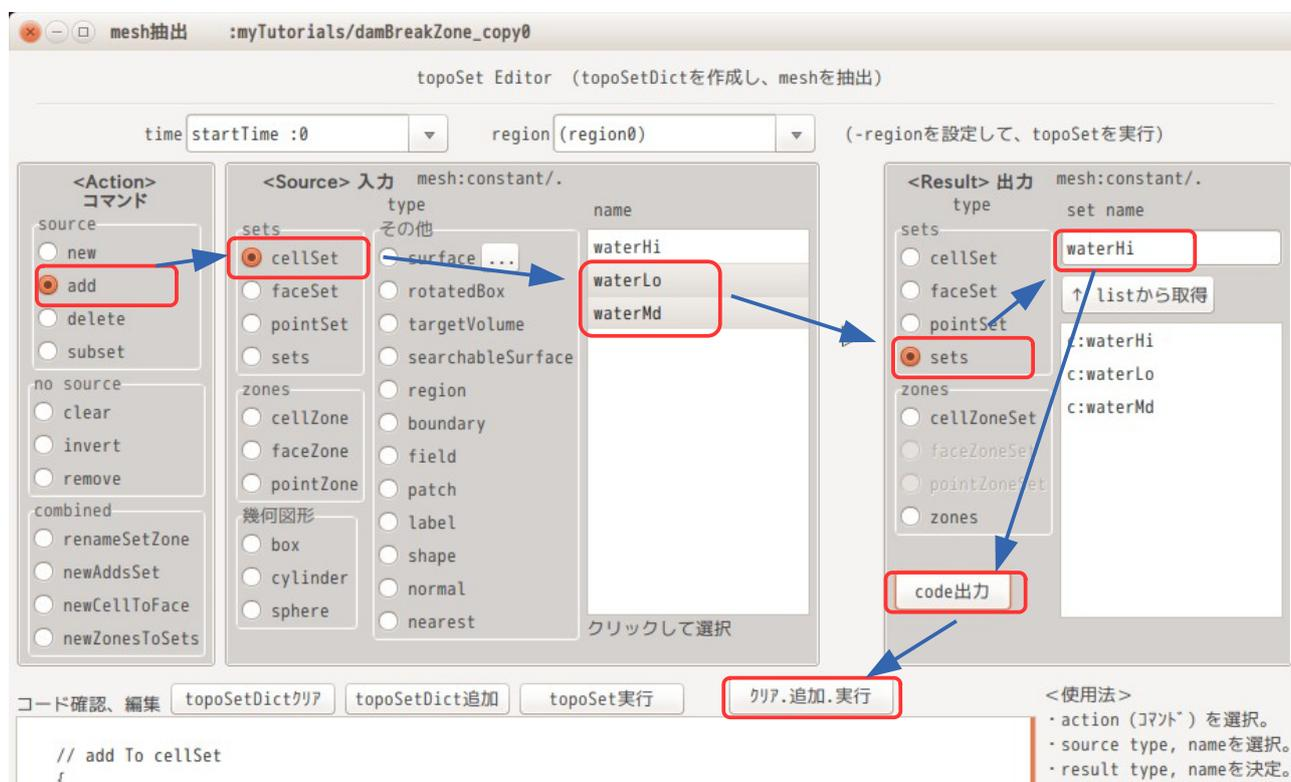 mesh抽出 :myTutorials/damBreakZone_copy0
topoSet Editor （topoSetDictを作成し、meshを抽出）
time startTime :0 region (region0) （-regionを設定して、topoSetを実行）
<Action>
コマンド
source
new
add
delete
subset
no source
clear
invert
remove
combined
renameSetZone
newAddsSet
newCellToFace
newZonesToSets
<Source> 入力 mesh:constant/.
type
sets
cellSet
faceSet
pointSet
sets
zones
cellZone
faceZone
pointZone
幾何図形
box
cylinder
sphere
その他
surface ...
rotatedBox
targetVolume
searchableSurface
region
boundary
field
patch
label
shape
normal
nearest
name
waterHi
waterLo
waterMd
クリックして選択
<Result> 出力 mesh:constant/.
type
sets
cellSet
faceSet
pointSet
sets
zones
cellZoneSet
faceZoneSet
pointZoneSet
zones
code出力
set name
waterHi
↑ listから取得
c:waterHi
c:waterLo
c:waterMd
コード確認、編集 topoSetDictｸﾘｱ topoSetDict追加 topoSet実行 ｸﾘｱ.追加.実行
// add To cellSet
{
＜使用法＞
・action（ｺﾏﾝﾄﾞ）を選択。
・source type, nameを選択。
・result type, nameを決定。